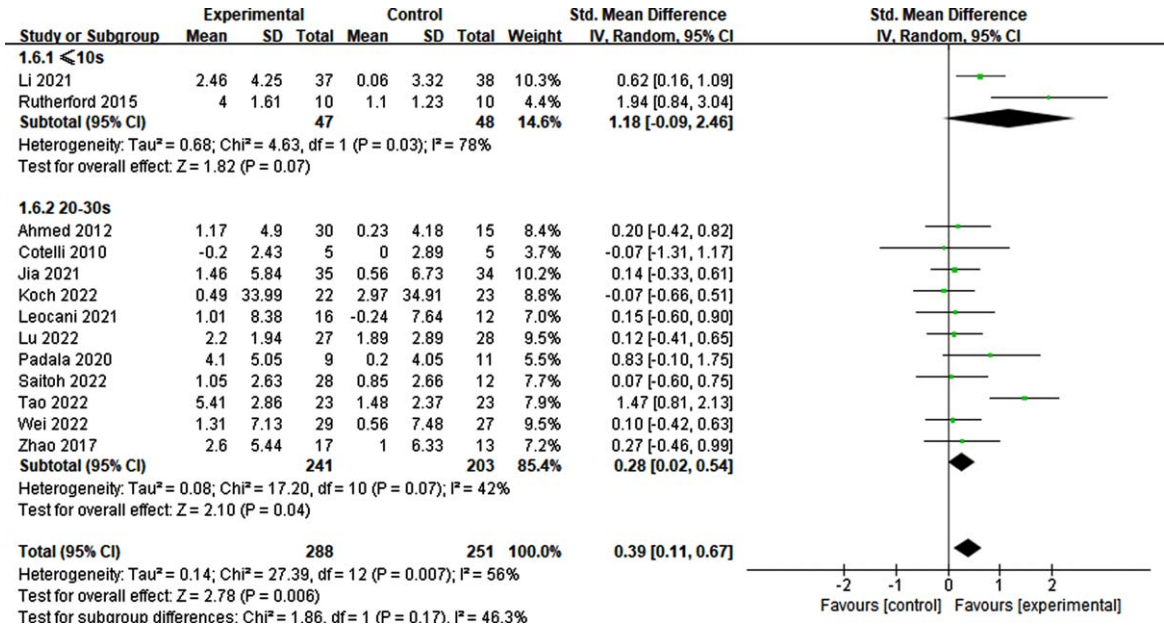 Experimental Control Std. Mean Difference Std. Mean Difference
Study or Subgroup Mean SD Total Mean SD Total Weight IV, Random, 95% CI IV, Random, 95% CI
1.6.1 ⩽10s
Li 2021 2.46 4.25 37 0.06 3.32 38 10.3% 0.62 [0.16, 1.09]
Rutherford 2015 4 1.61 10 1.1 1.23 10 4.4% 1.94 [0.84, 3.04]
Subtotal (95% CI) 47 48 14.6% 1.18 [-0.09, 2.46]
Heterogeneity: Tau² = 0.68; Chi² = 4.63, df = 1 (P = 0.03); I² = 78%
Test for overall effect: Z = 1.82 (P = 0.07)
1.6.2 20-30s
Ahmed 2012 1.17 4.9 30 0.23 4.18 15 8.4% 0.20 [-0.42, 0.82]
Cotelli 2010 -0.2 2.43 5 0 2.89 5 3.7% -0.07 [-1.31, 1.17]
Jia 2021 1.46 5.84 35 0.56 6.73 34 10.2% 0.14 [-0.33, 0.61]
Koch 2022 0.49 33.99 22 2.97 34.91 23 8.8% -0.07 [-0.66, 0.51]
Leocani 2021 1.01 8.38 16 -0.24 7.64 12 7.0% 0.15 [-0.60, 0.90]
Lu 2022 2.2 1.94 27 1.89 2.89 28 9.5% 0.12 [-0.41, 0.65]
Padala 2020 4.1 5.05 9 0.2 4.05 11 5.5% 0.83 [-0.10, 1.75]
Saitoh 2022 1.05 2.63 28 0.85 2.66 12 7.7% 0.07 [-0.60, 0.75]
Tao 2022 5.41 2.86 23 1.48 2.37 23 7.9% 1.47 [0.81, 2.13]
Wei 2022 1.31 7.13 29 0.56 7.48 27 9.6% 0.10 [-0.42, 0.63]
Zhao 2017 2.6 5.44 17 1 6.33 13 7.2% 0.27 [-0.46, 0.99]
Subtotal (95% CI) 241 203 85.4% 0.28 [0.02, 0.54]
Heterogeneity: Tau² = 0.08; Chi² = 17.20, df = 10 (P = 0.07); I² = 42%
Test for overall effect: Z = 2.10 (P = 0.04)
Total (95% CI) 288 251 100.0% 0.39 [0.11, 0.67]
Heterogeneity: Tau² = 0.14; Chi² = 27.39, df = 12 (P = 0.007); I² = 56%
Test for overall effect: Z = 2.78 (P = 0.006)
Test for subgroup differences: Chi² = 1.86, df = 1 (P = 0.17), I² = 46.3%
-2 -1 0 1 2
Favours [control] Favours [experimental]